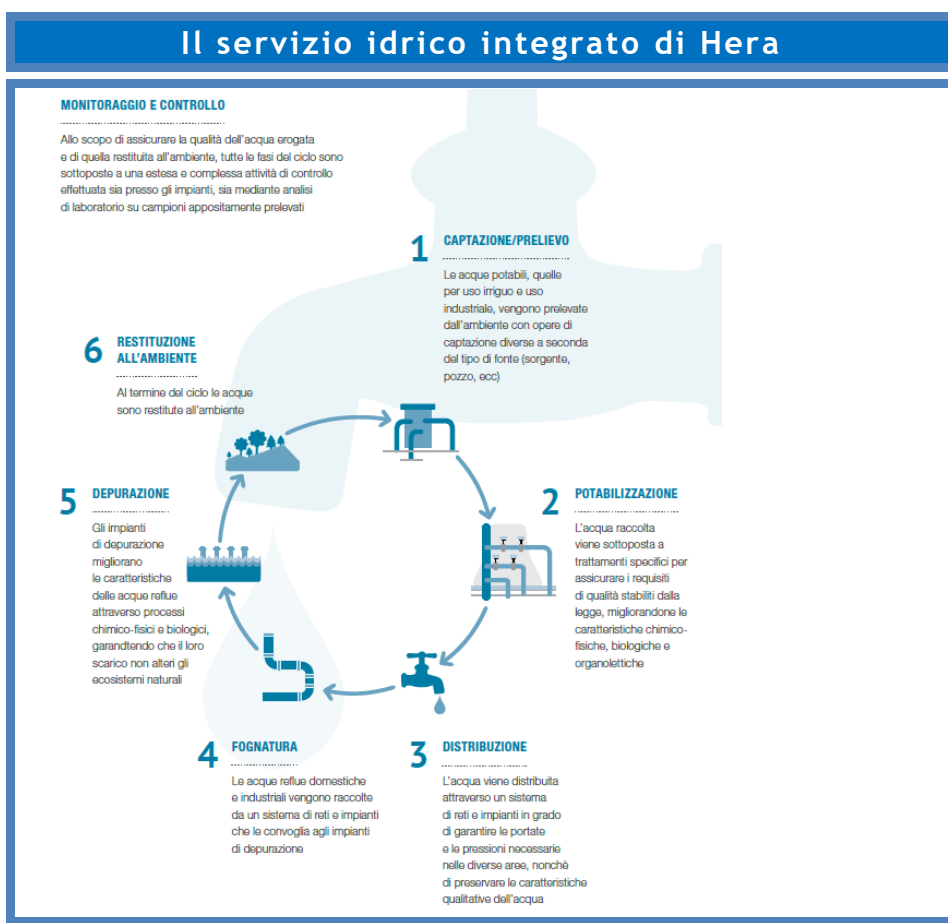 Il servizio idrico integrato di Hera
MONITORAGGIO E CONTROLLO
Allo scopo di assicurare la qualità dell'acqua erogata
e di quella restituita all'ambiente, tutte le fasi del ciclo sono
sottoposte a una estesa e complessa attività di controllo
effettuata sia presso gli impianti, sia mediante analisi
di laboratorio su campioni appositamente prelevati
1 CAPTAZIONE/PRELIEVO
Le acque potabili, quelle
per uso irriguo e uso
industriale, vengono prelevate
dall'ambiente con opere di
captazione diverse a seconda
del tipo di fonte (sorgente,
pozzo, ecc)
2 POTABILIZZAZIONE
L'acqua raccolta
viene sottoposta a
trattamenti specifici per
assicurare i requisiti
di qualità stabiliti dalla
legge, migliorandone le
caratteristiche chimico-
fisiche, biologiche e
organolettiche
3 DISTRIBUZIONE
L'acqua viene distribuita
attraverso un sistema
di reti e impianti in grado
di garantire le portate
e le pressioni necessarie
nelle diverse aree, nonchè
di preservare le caratteristiche
qualitative dell'acqua
4 FOGNATURA
Le acque reflue domestiche
e industriali vengono raccolte
da un sistema di reti e impianti
che le convoglia agli impianti
di depurazione
5 DEPURAZIONE
Gli impianti
di depurazione
migliorano
le caratteristiche
delle acque reflue
attraverso processi
chimico-fisici e biologici,
garandtendo che il loro
scarico non alteri gli
ecosistemi naturali
6 RESTITUZIONE
ALL'AMBIENTE
Al termine del ciclo le acque
sono restitute all'ambiente